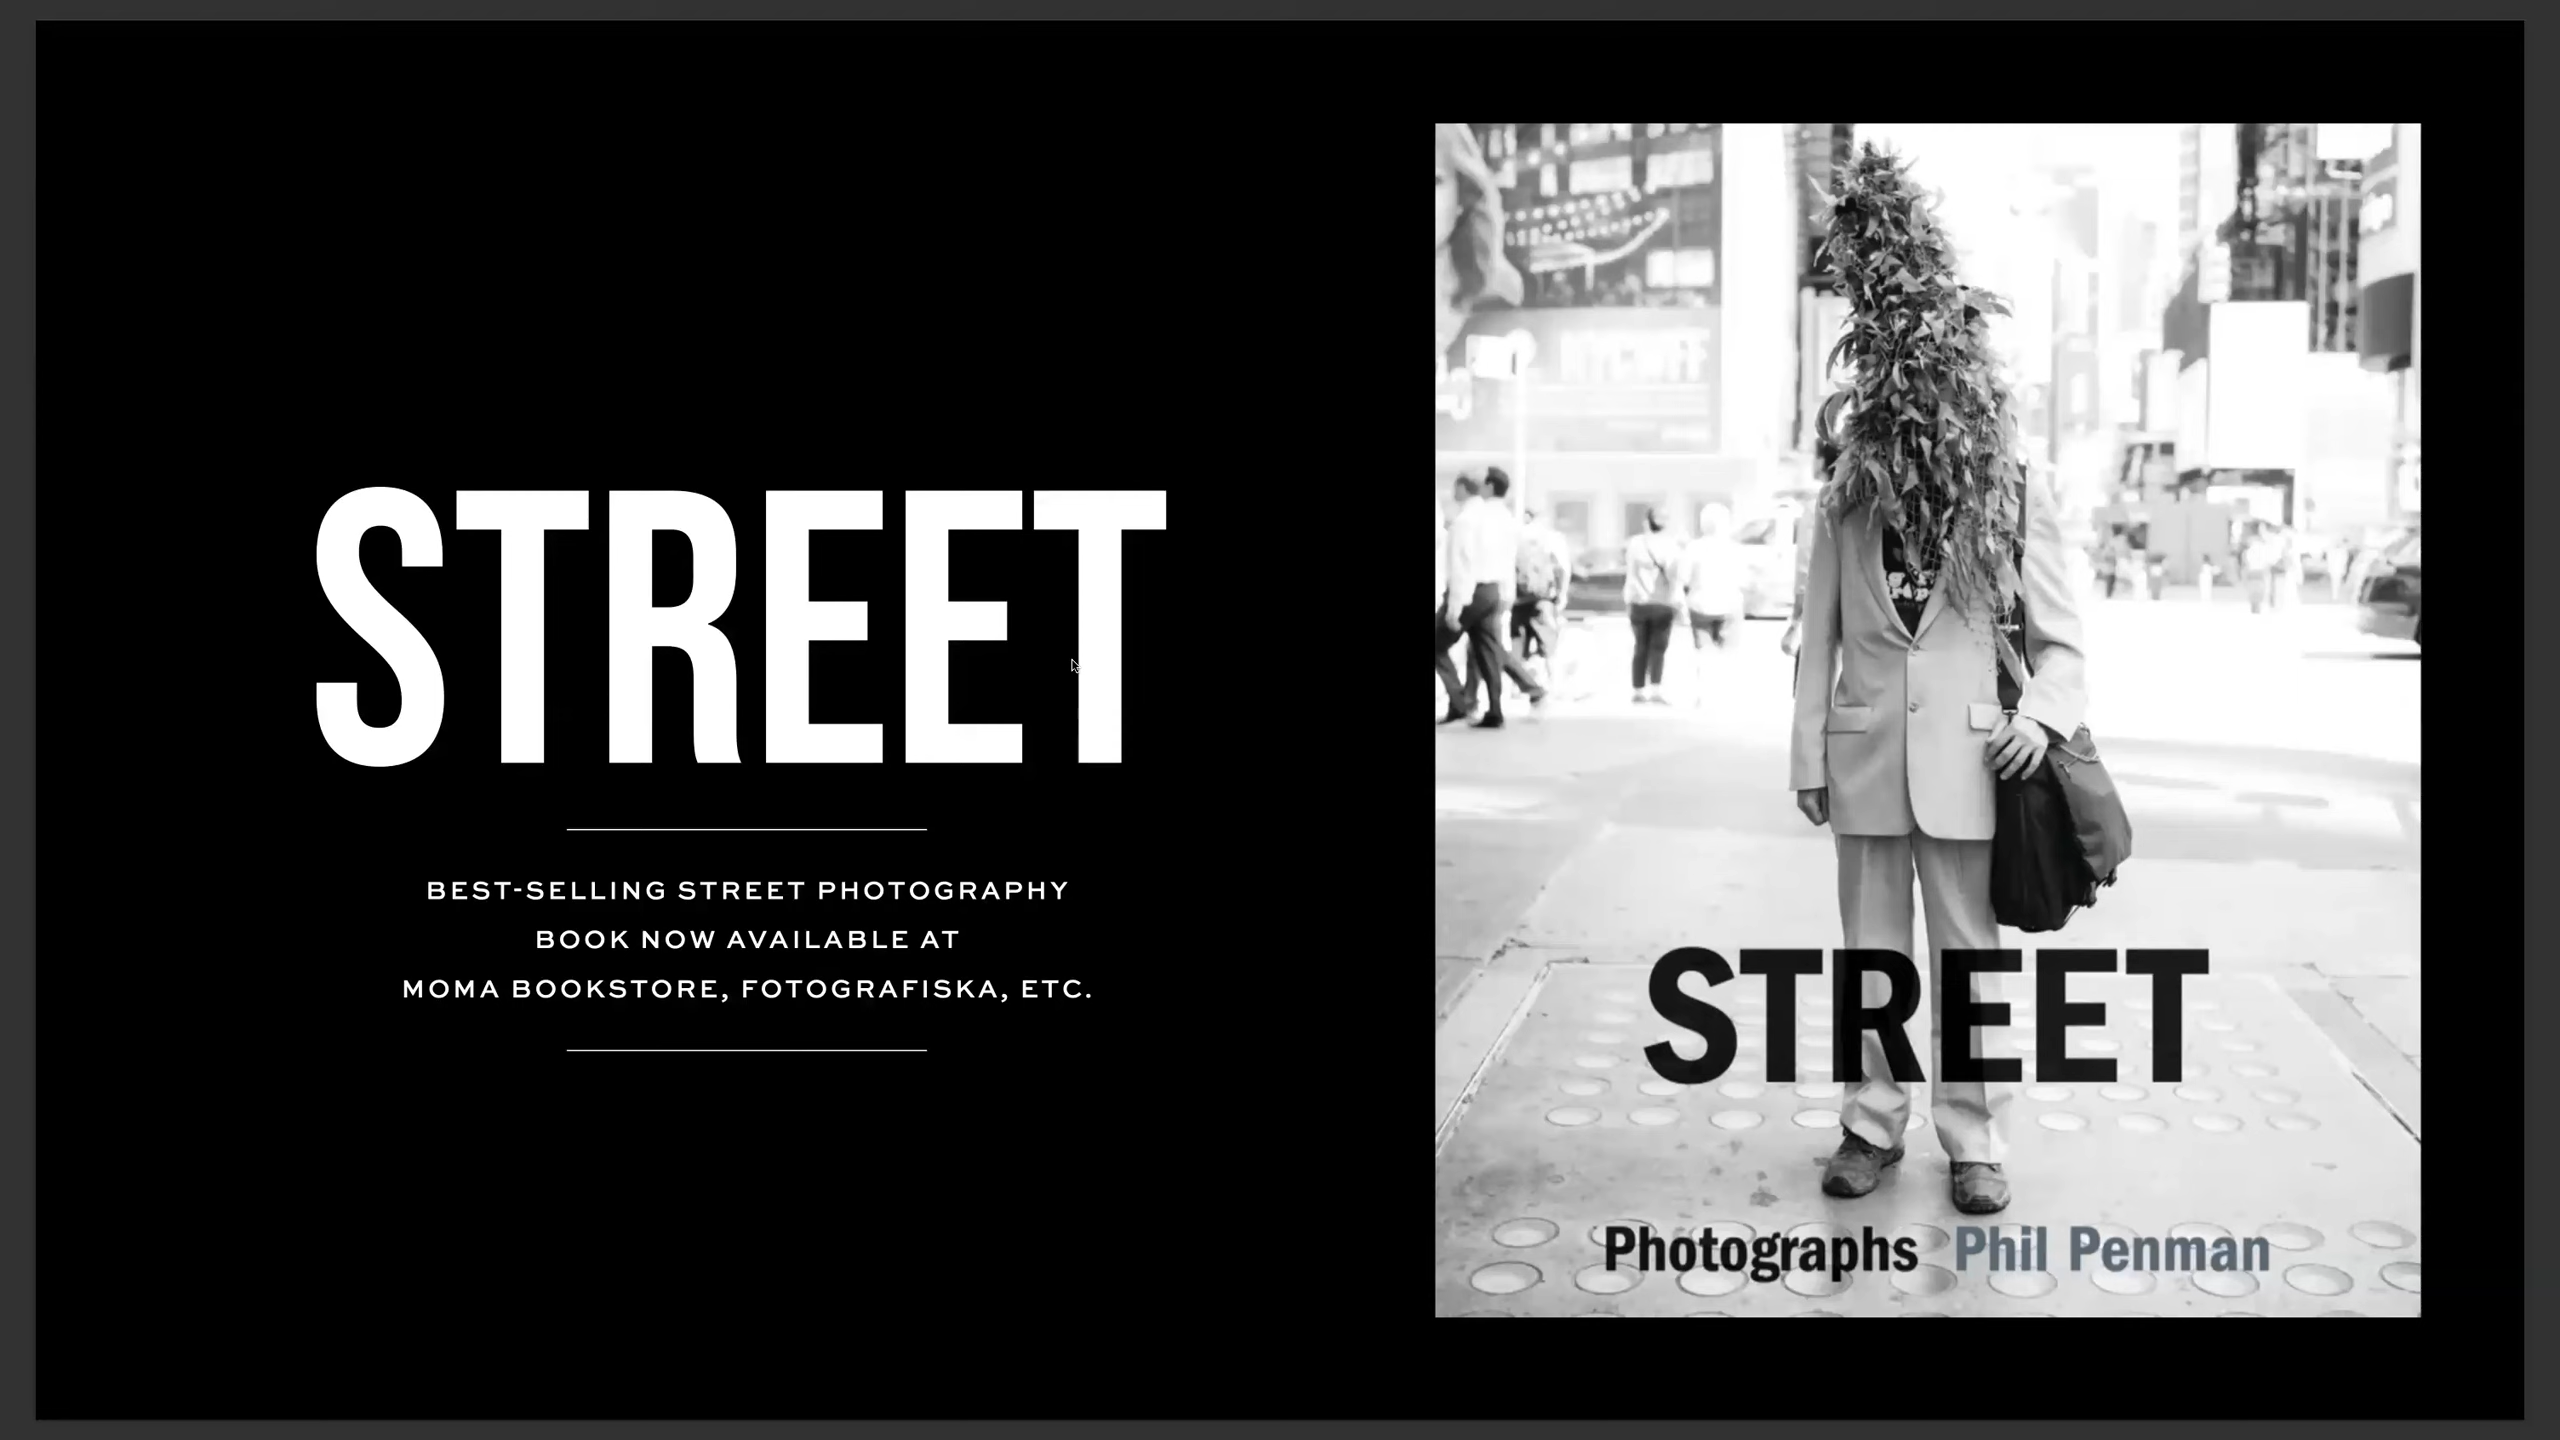 STREET
BEST-SELLING STREET PHOTOGRAPHY
BOOK NOW AVAILABLE AT
MOMA BOOKSTORE, FOTOGRAFISKA, ETC.
STREET
Photographs Phil Penman